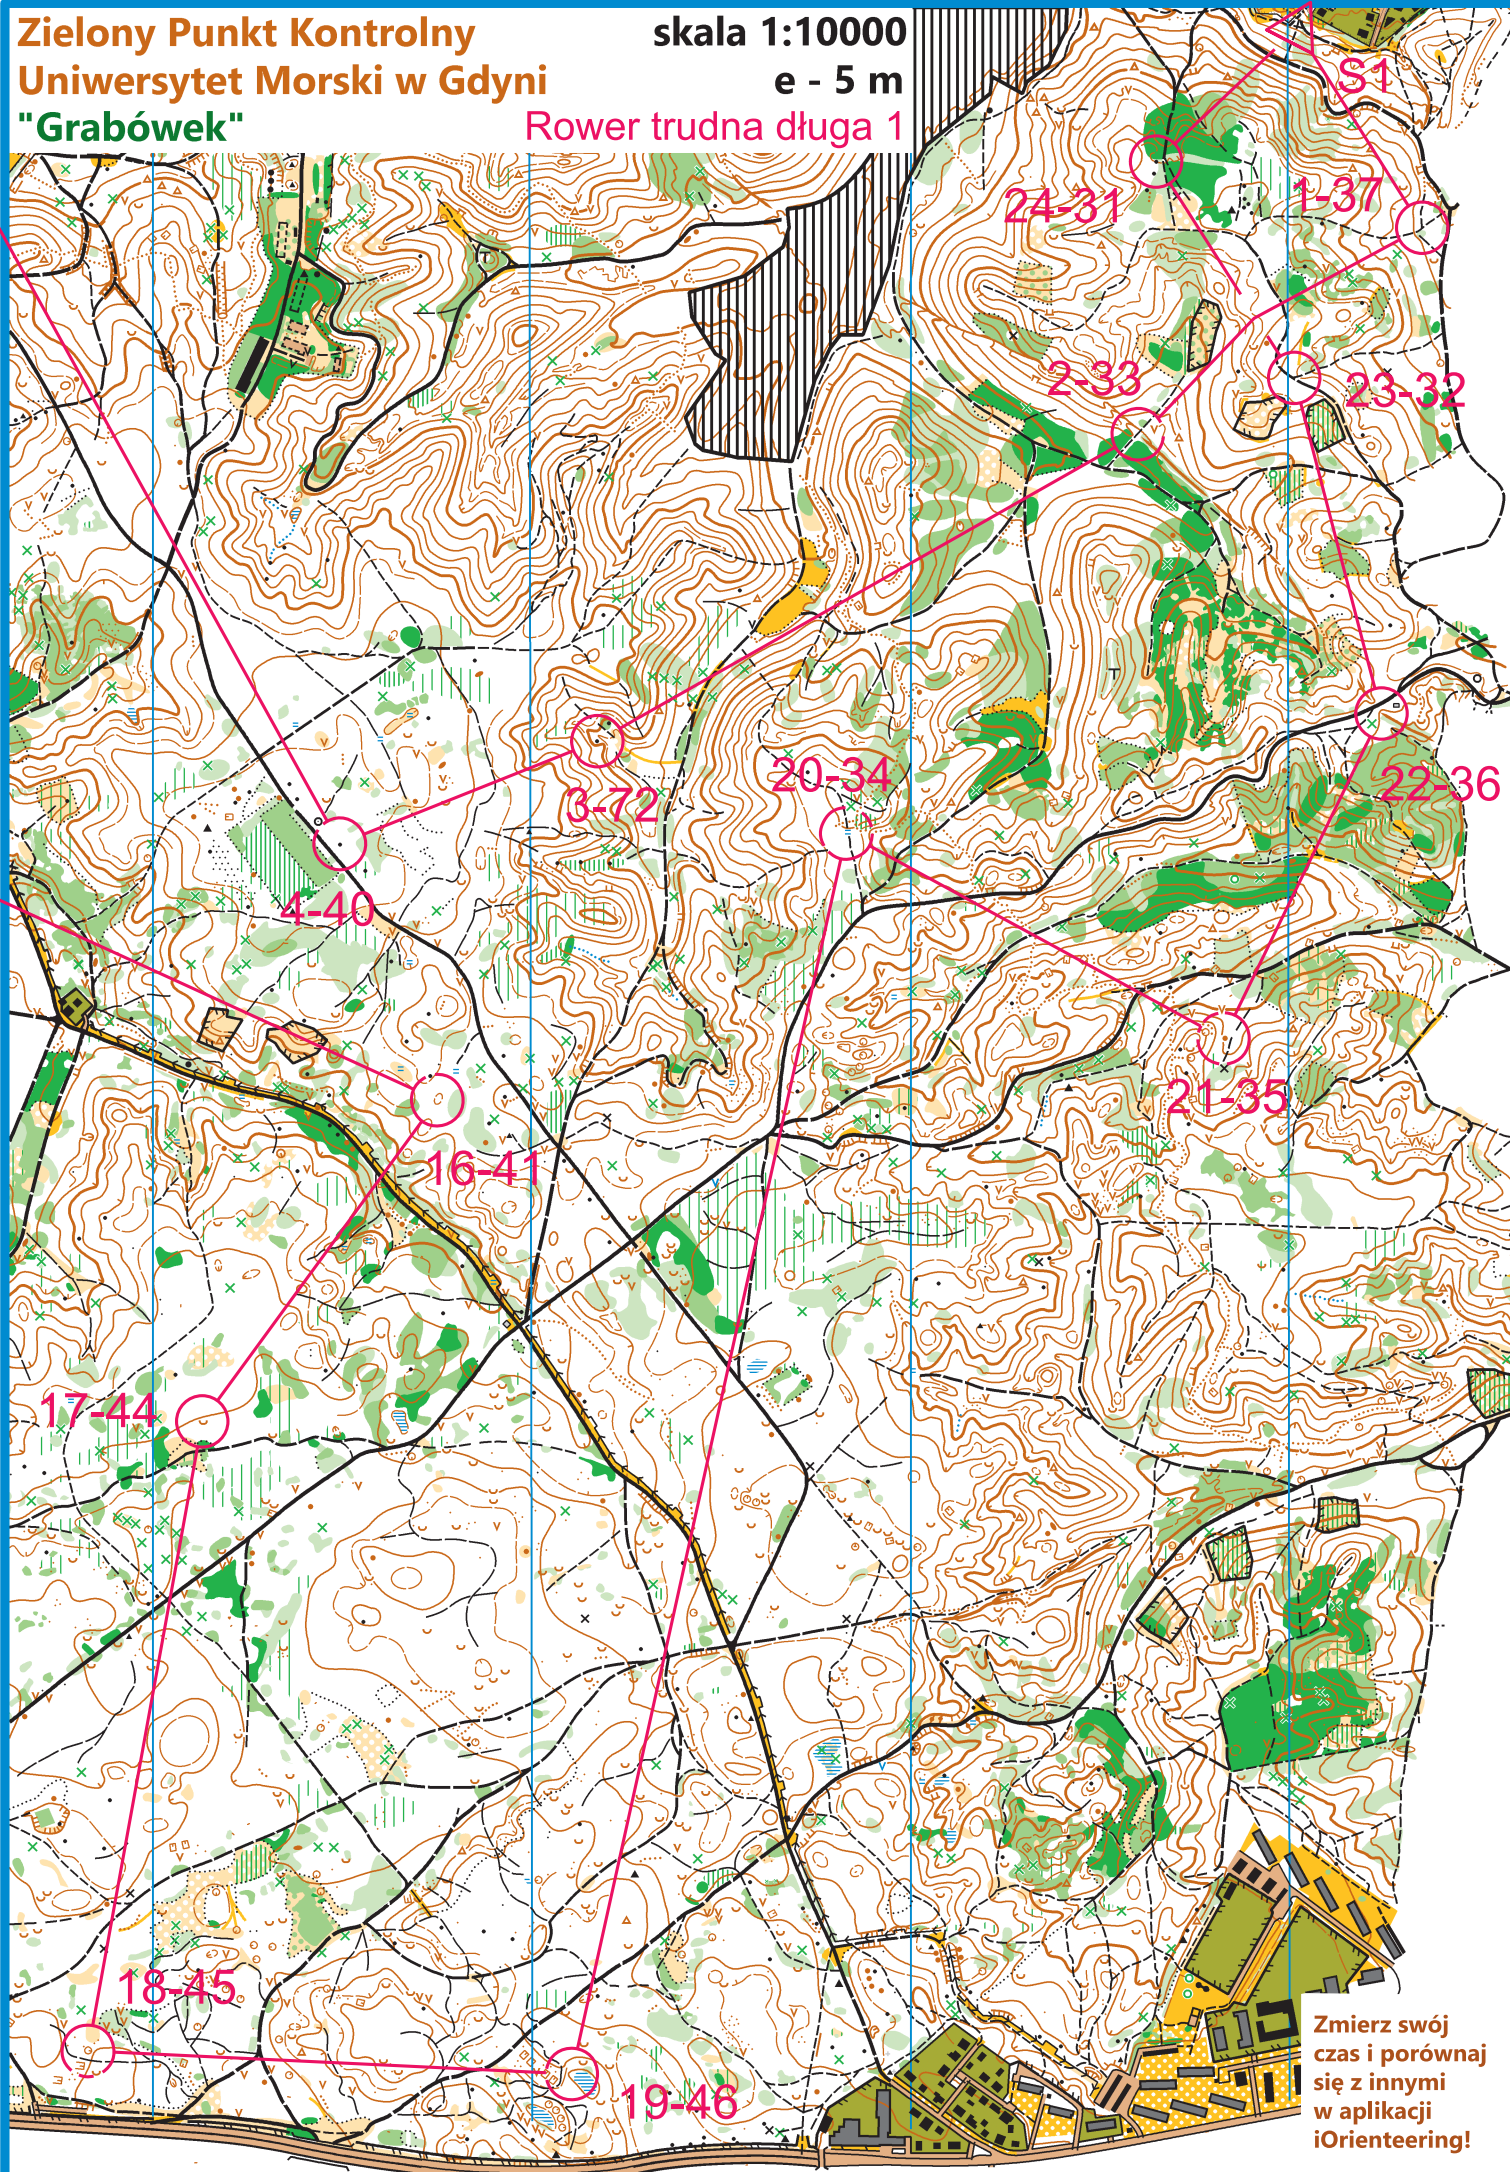 Zielony Punkt Kontrolny
skala 1:10000
Uniwersytet Morski w Gdyni
e - 5 m
"Grabówek"
Rower trudna długa 1
S1
24-31
1-37
2-33
23-32
20-34
3-72
22-36
4-40
21-35
16-41
17-44
18-45
19-46
Zmierz swój
czas i porównaj
się z innymi
w aplikacji
iOrienteering!